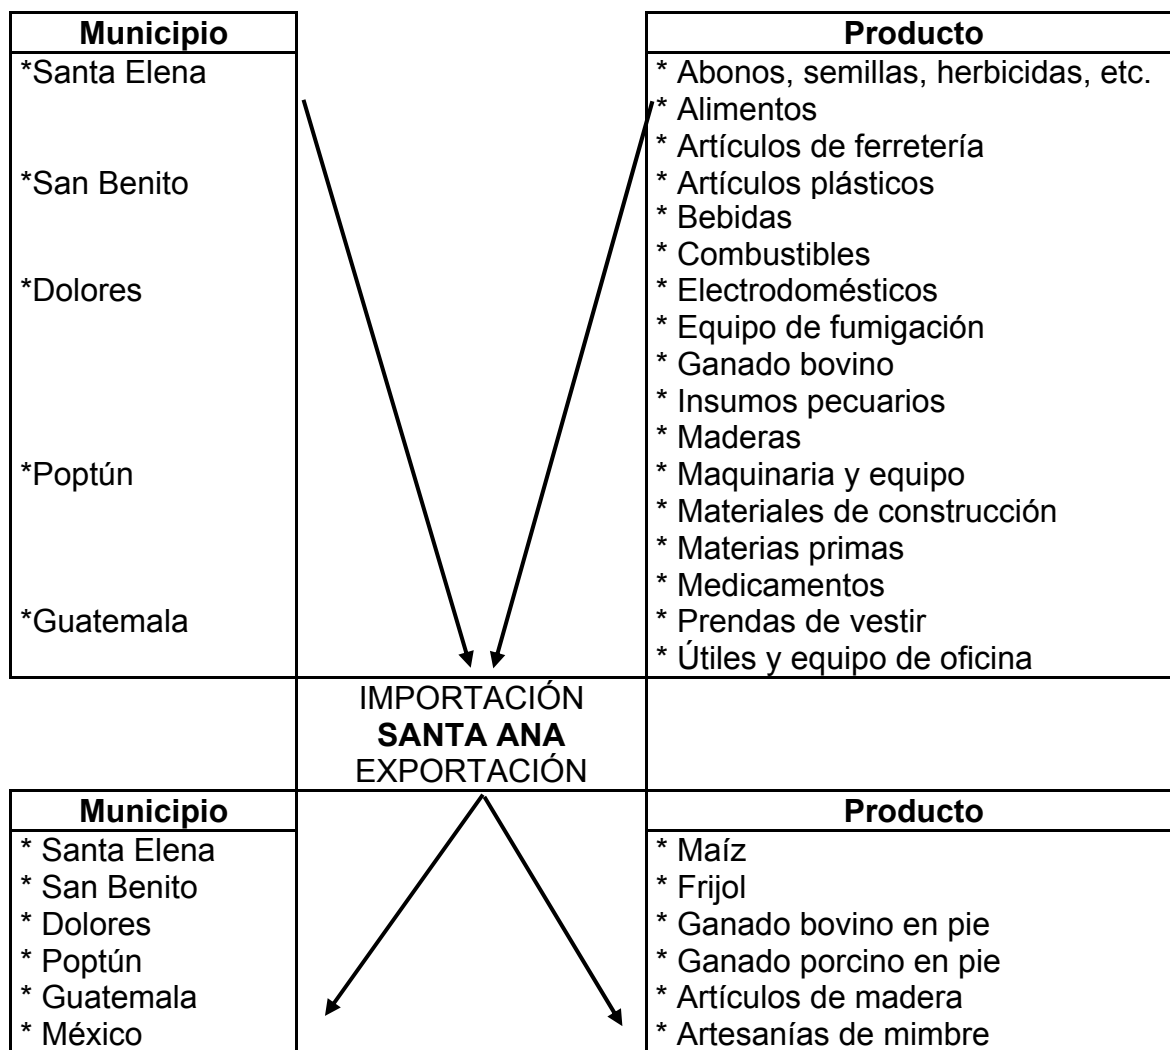 Municipio
*Santa Elena
*San Benito
*Dolores
*Poptún
*Guatemala
Producto
* Abonos, semillas, herbicidas, etc.
* Alimentos
* Artículos de ferretería
* Artículos plásticos
* Bebidas
* Combustibles
* Electrodomésticos
* Equipo de fumigación
* Ganado bovino
* Insumos pecuarios
* Maderas
* Maquinaria y equipo
* Materiales de construcción
* Materias primas
* Medicamentos
* Prendas de vestir
* Útiles y equipo de oficina
IMPORTACIÓN
SANTA ANA
EXPORTACIÓN
Municipio
* Santa Elena
* San Benito
* Dolores
* Poptún
* Guatemala
* México
Producto
* Maíz
* Frijol
* Ganado bovino en pie
* Ganado porcino en pie
* Artículos de madera
* Artesanías de mimbre